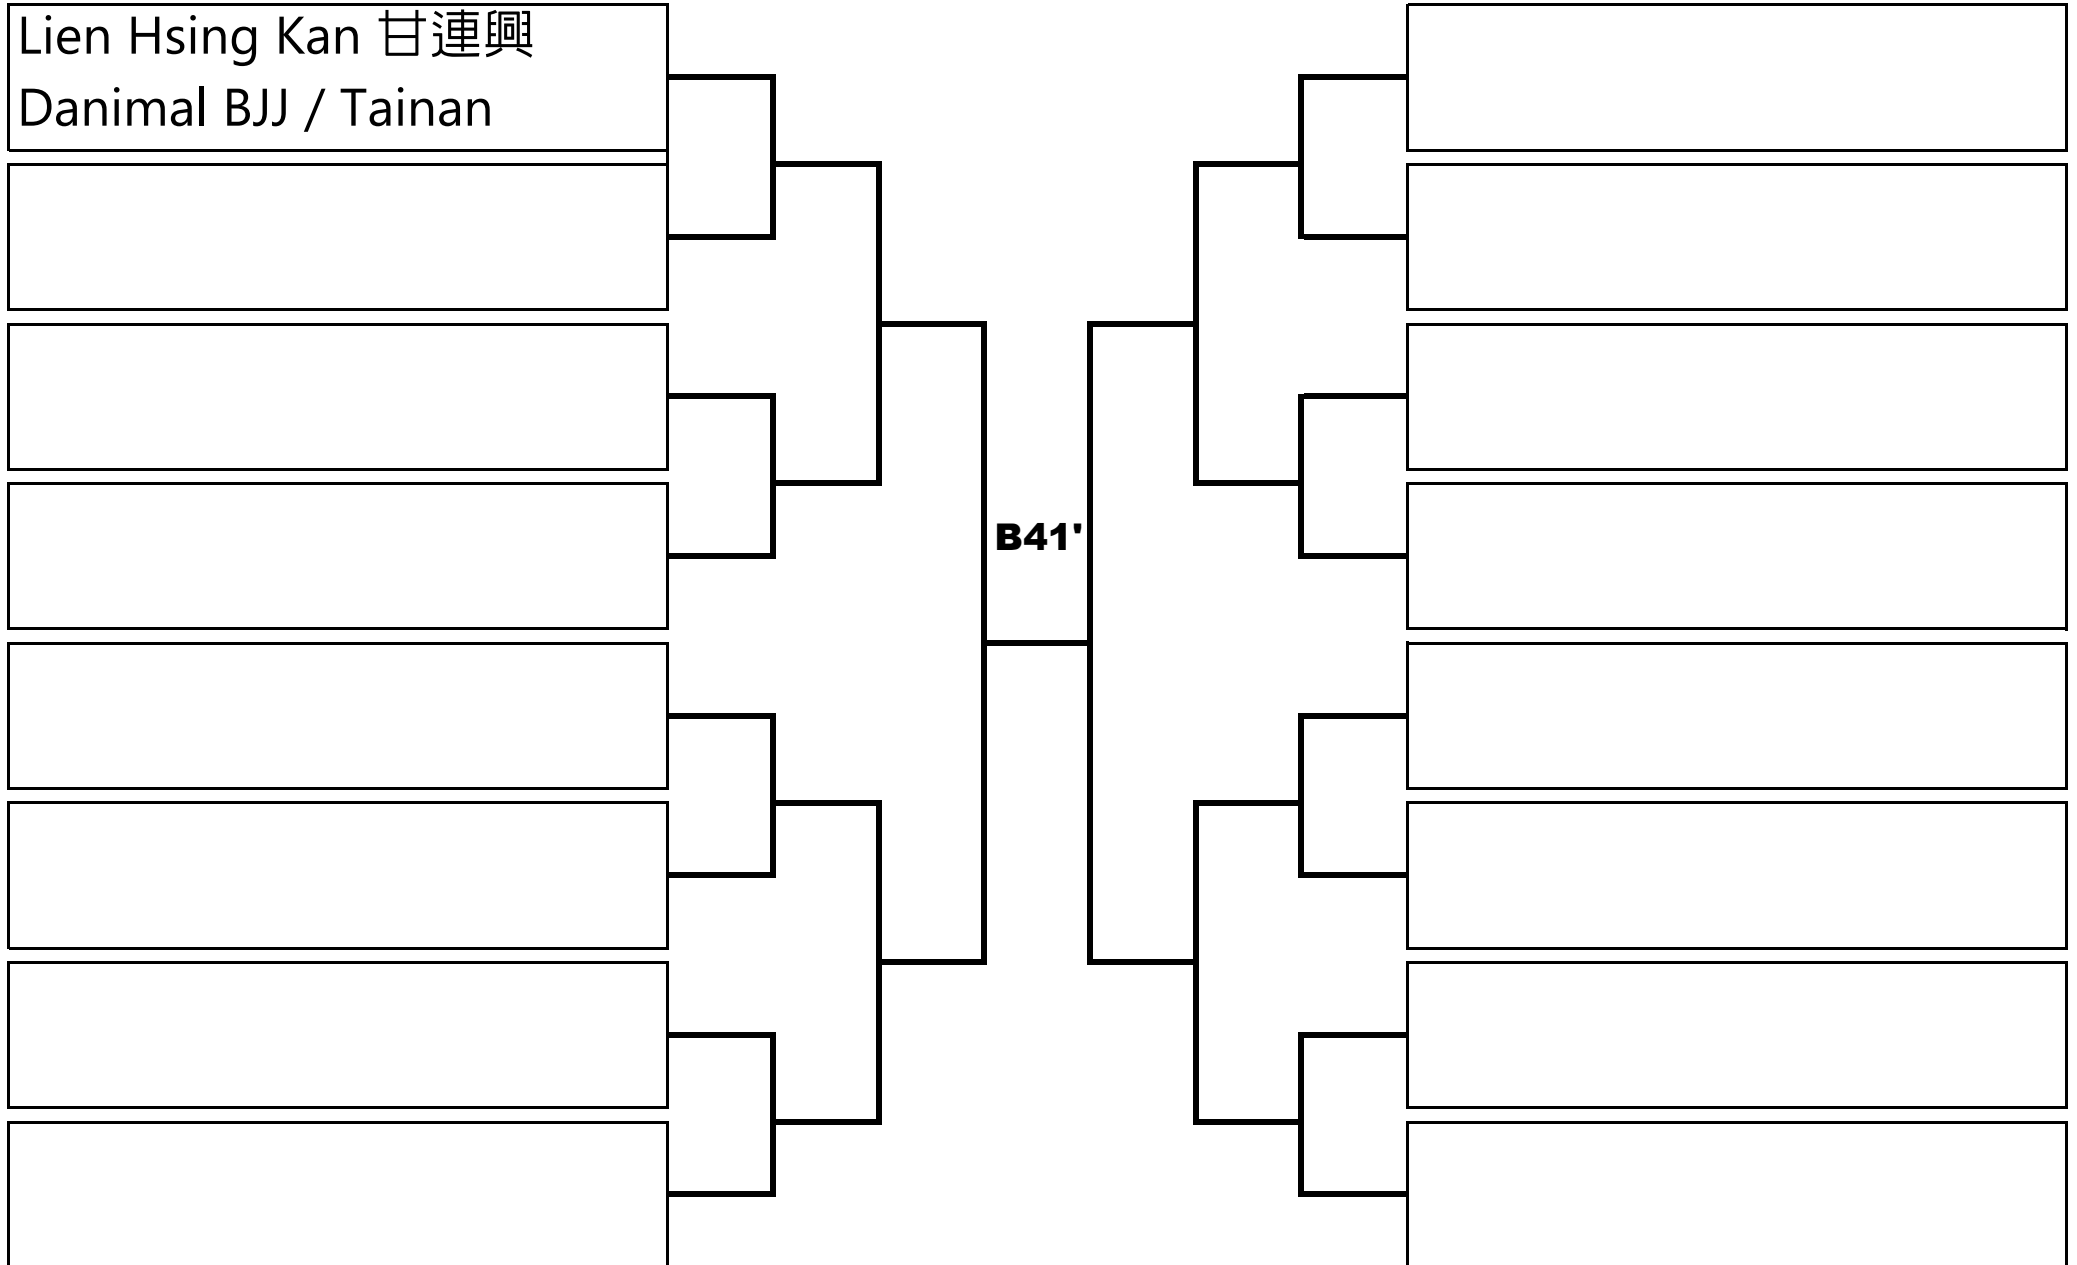 Lien Hsing Kan 甘連興
Danimal BJJ / Tainan
B41'